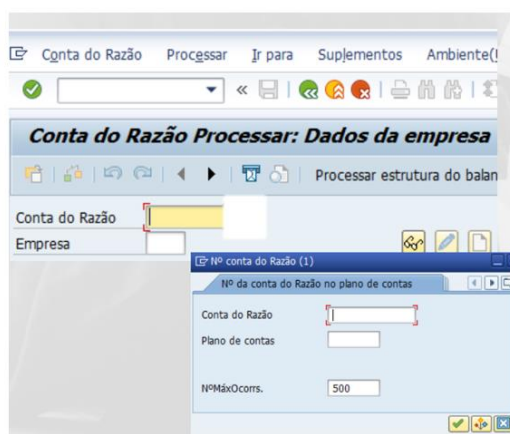 Conta do Razão Processar Ir para Suplementos Ambiente(
Conta do Razão Processar: Dados da empresa
Processar estrutura do balan
Conta do Razão
Empresa
Nº conta do Razão (1)
Nº da conta do Razão no plano de contas
Conta do Razão
Plano de contas
NºMáxOcorrs. 500